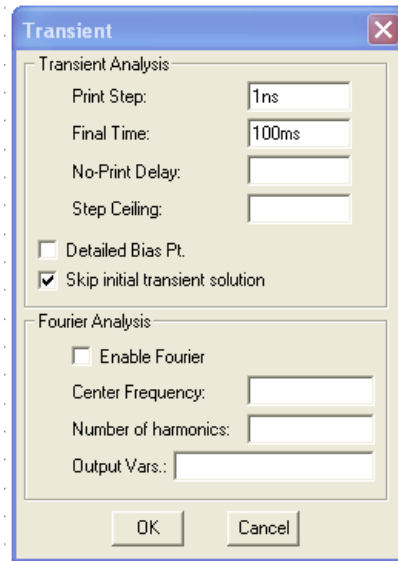 Transient
Transient Analysis
Print Step: 1ns
Final Time: 100ms
No-Print Delay:
Step Ceiling:
Detailed Bias Pt.
Skip initial transient solution
Fourier Analysis
Enable Fourier
Center Frequency:
Number of harmonics:
Output Vars.:
OK Cancel